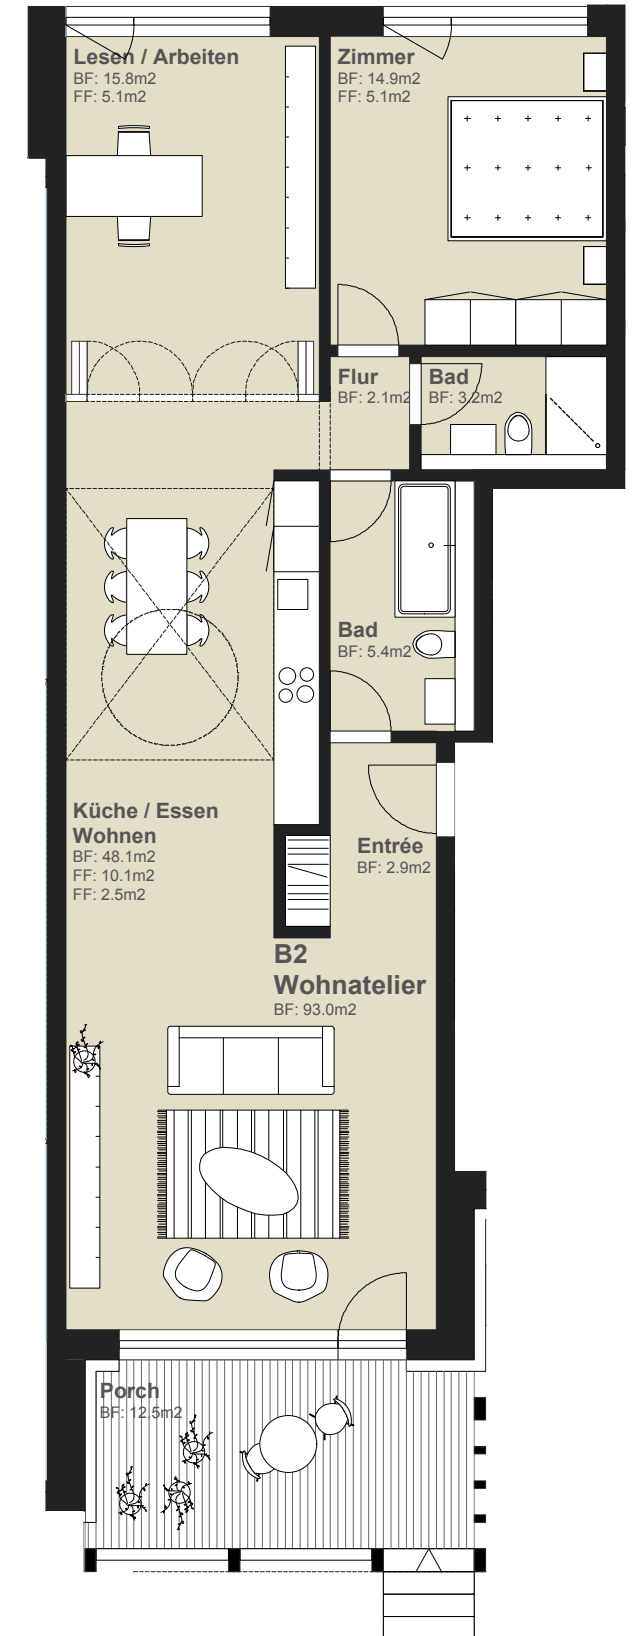 Lesen / Arbeiten
BF: 15.8m2
FF: 5.1m2
Zimmer
BF: 14.9m2
FF: 5.1m2
Flur
BF: 2.1m2
Bad
BF: 3.2m2
Bad
BF: 5.4m2
Küche / Essen
Wohnen
BF: 48.1m2
FF: 10.1m2
FF: 2.5m2
Entrée
BF: 2.9m2
B2
Wohnatelier
BF: 93.0m2
Porch
BF: 12.5m2